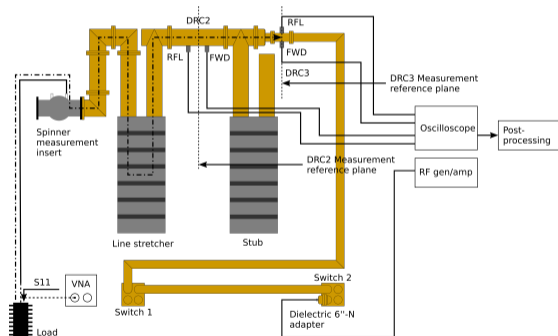 DRC2
RFL
RFL
FWD
FWD
DRC3
DRC3 Measurement
reference plane
Spinner
measurement
insert
Oscilloscope
Post-
processing
DRC2 Measurement
reference plane
RF gen/amp
Line stretcher
Stub
S11
VNA
Switch 2
Switch 1
Dielectric 6"-N
adapter
Load